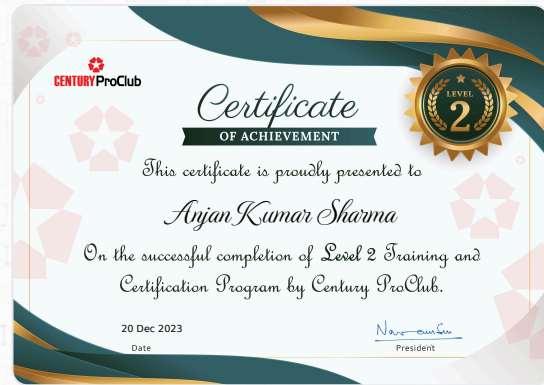 CENTURY ProClub
Certificate
OF ACHIEVEMENT
LEVEL
2
This certificate is proudly presented to
Anjan Kumar Sharma
On the successful completion of Level 2 Training and
Certification Program by Century ProClub.
20 Dec 2023
Date
President